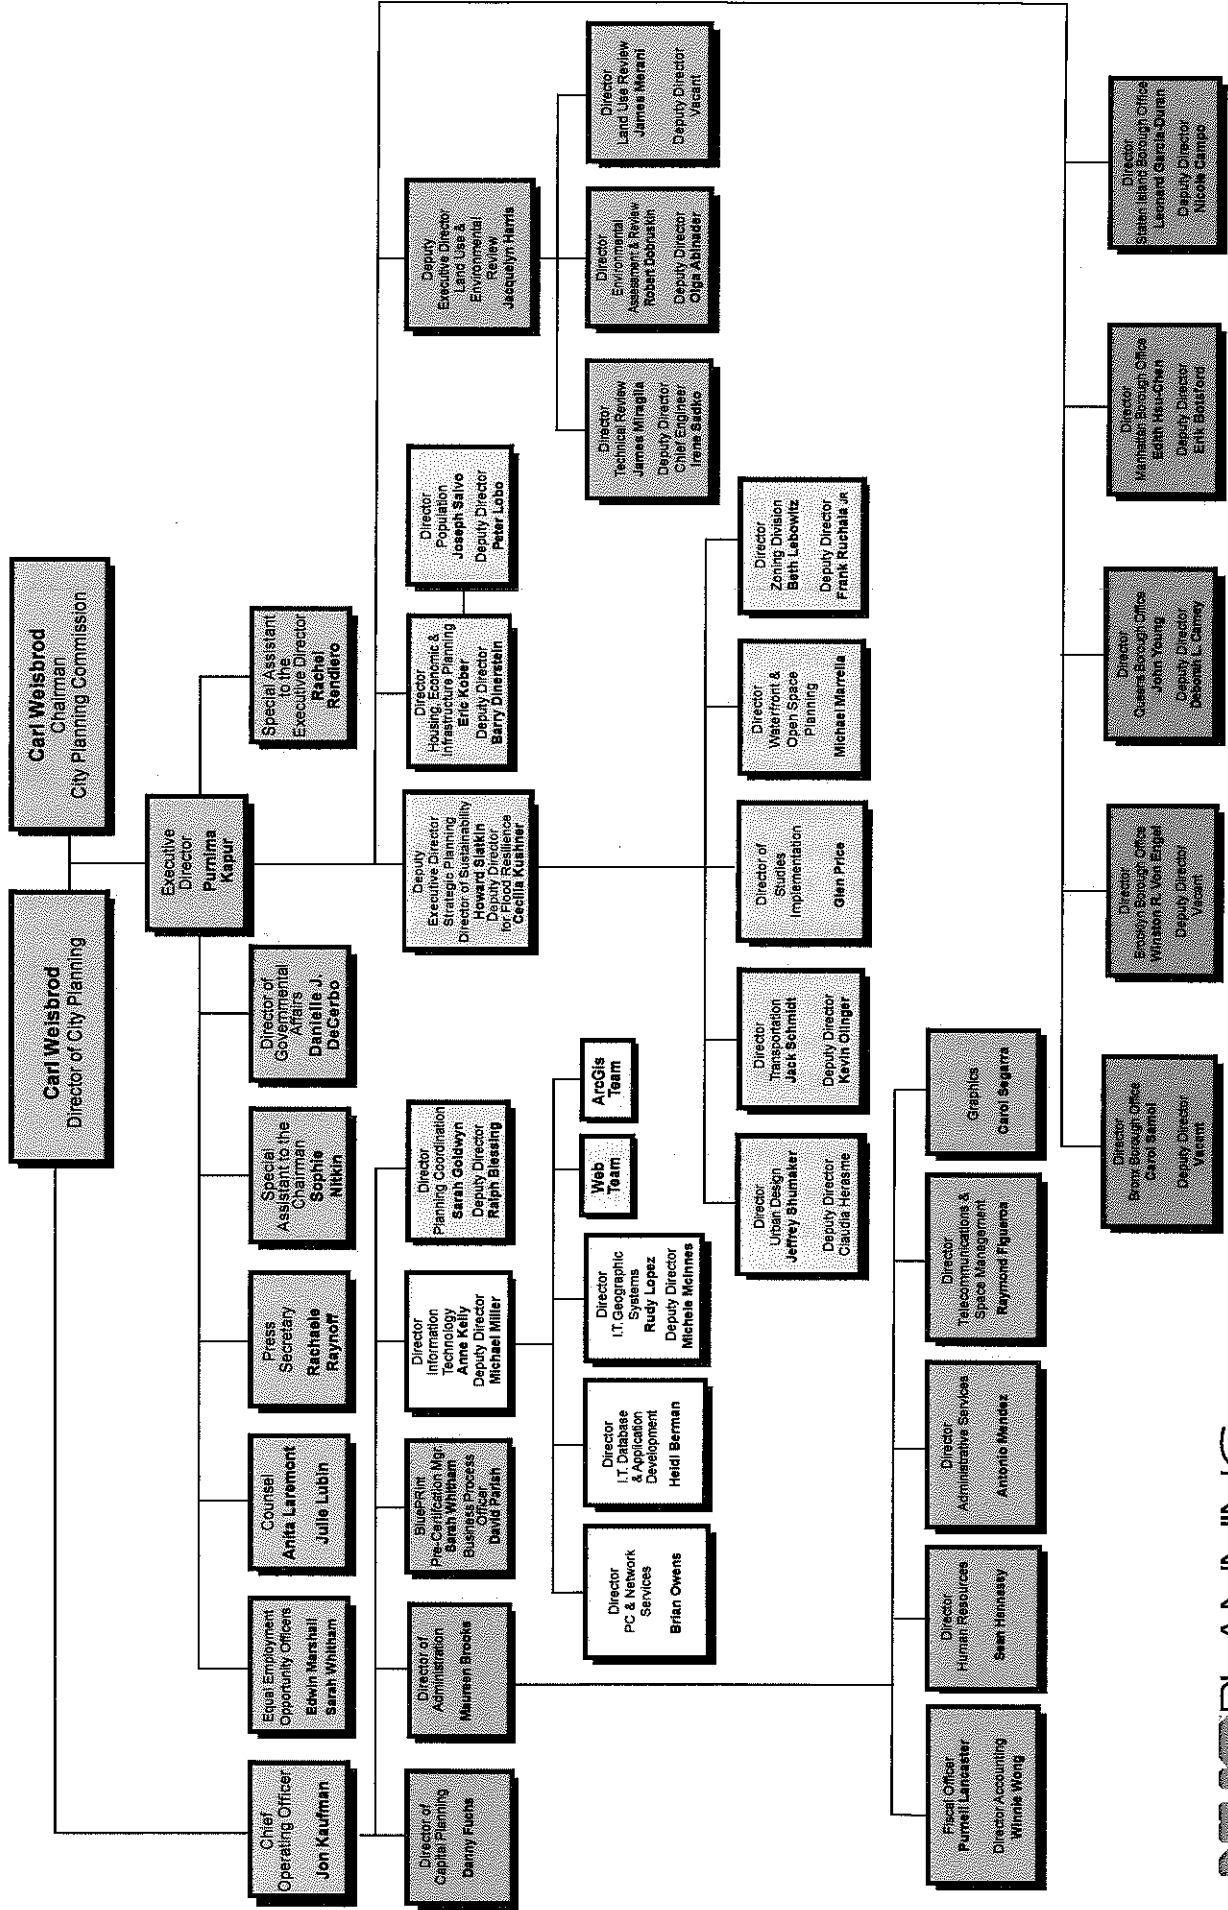 Carl Weisbrod
Director of City Planning
Carl Weisbrod
Chairman
City Planning Commission
Executive
Director
Purnima
Kapur
Chief
Operating Officer
Jon Kaufman
Equal Employment
Opportunity Officers
Edwin Marshall
Sarah Whitham
Counsel
Anita Laremont
Julie Lubin
Press
Secretary
Rachaele
Raynoff
Special
Assistant to the
Chairman
Sophie
Nitkin
Director of
Governmental
Affairs
Danielle J.
DeCerbo
Special Assistant
to the
Executive Director
Rachel
Rendiero
Director of
Capital Planning
Danny Fuchs
Director of
Administration
Maureen Brooks
BluePRint
Pre-Certifcation Mgr.
Sarah Whitham
Business Process
Officer
David Parish
Director
Information
Technology
Anne Kelly
Deputy Director
Michael Miller
Director
Planning Coordination
Sarah Goldwyn
Deputy Director
Ralph Blessing
Deputy
Executive Director
Strategic Planning
Director of Sustainability
Howard Slatkin
Deputy Director
for Flood Resilience
Cecilia Kushner
Director
Housing, Economic &
Infrastructure Planning
Eric Kober
Deputy Director
Barry Dinerstein
Director
Population
Joseph Salvo
Deputy Director
Peter Lobo
Deputy
Executive Director
Land Use &
Environmental
Review
Jacquelyn Harris
Director
PC & Network
Services
Brian Owens
Director
I.T. Database
& Application
Development
Heidi Berman
Director
I.T.Geographic
Systems
Rudy Lopez
Deputy Director
Michele McInnes
Web
Team
ArcGis
Team
Director
Technical Review
James Miraglia
Deputy Director
Chief Engineer
Irene Sadko
Director
Environmental
Assessment & Review
Robert Dobruskin
Deputy Director
Olga Abinader
Director
Land Use Review
James Merani
Deputy Director
Vacant
Director
Urban Design
Jeffrey Shumaker
Deputy Director
Claudia Herasme
Director
Transportation
Jack Schmidt
Deputy Director
Kevin Olinger
Director of
Studies
Implementation
Glen Price
Director
Waterfront &
Open Space
Planning
Michael Marrella
Director
Zoning Division
Beth Lebowitz
Deputy Director
Frank Ruchala JR
Fiscal Officer
Purnell Lancaster
Director Accounting
Winnie Wong
Director
Human Resources
Sean Hennessy
Director
Administrative Services
Antonio Mendez
Director
Telecommunications &
Space Management
Raymond Figueroa
Graphics
Carol Segarra
Director
Bronx Borough Office
Carol Samol
Deputy Director
Vacant
Director
Brooklyn Borough Office
Winston R. Von Engel
Deputy Director
Vacant
Director
Queens Borough Office
John Young
Deputy Director
Deborah L. Carney
Director
Manhattan Borough Office
Edith Hsu-Chen
Deputy Director
Erik Botsford
Director
Staten Island Borough Office
Leonard Garcia-Duran
Deputy Director
Nicole Campo